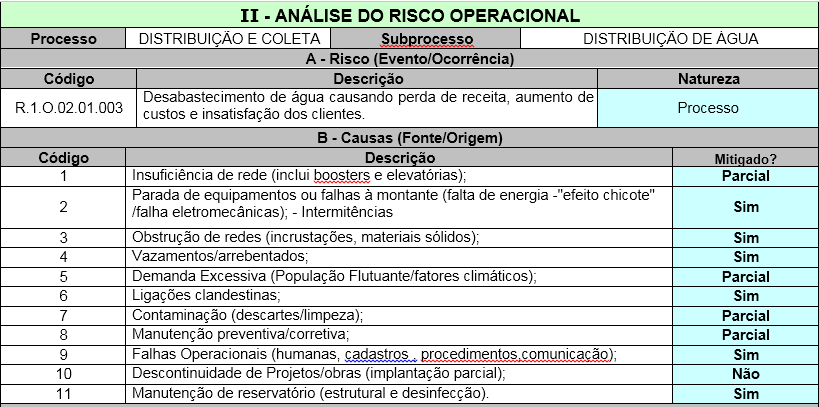 II - ANÁLISE DO RISCO OPERACIONAL
Processo DISTRIBUIÇÃO E COLETA Subprocesso DISTRIBUIÇÃO DE ÁGUA
A - Risco (Evento/Ocorrência)
Código Descrição Natureza
R.1.O.02.01.003 Desabastecimento de água causando perda de receita, aumento de custos e insatisfação dos clientes. Processo
B - Causas (Fonte/Origem)
Código Descrição Mitigado?
1 Insuficiência de rede (inclui boosters e elevatórias); Parcial
2 Parada de equipamentos ou falhas à montante (falta de energia -"efeito chicote" /falha eletromecânicas); - Intermitências Sim
3 Obstrução de redes (incrustações, materiais sólidos); Sim
4 Vazamentos/arrebentados; Sim
5 Demanda Excessiva (População Flutuante/fatores climáticos); Parcial
6 Ligações clandestinas; Sim
7 Contaminação (descartes/limpeza); Parcial
8 Manutenção preventiva/corretiva; Parcial
9 Falhas Operacionais (humanas, cadastros , procedimentos,comunicação); Sim
10 Descontinuidade de Projetos/obras (implantação parcial); Não
11 Manutenção de reservatório (estrutural e desinfecção). Sim